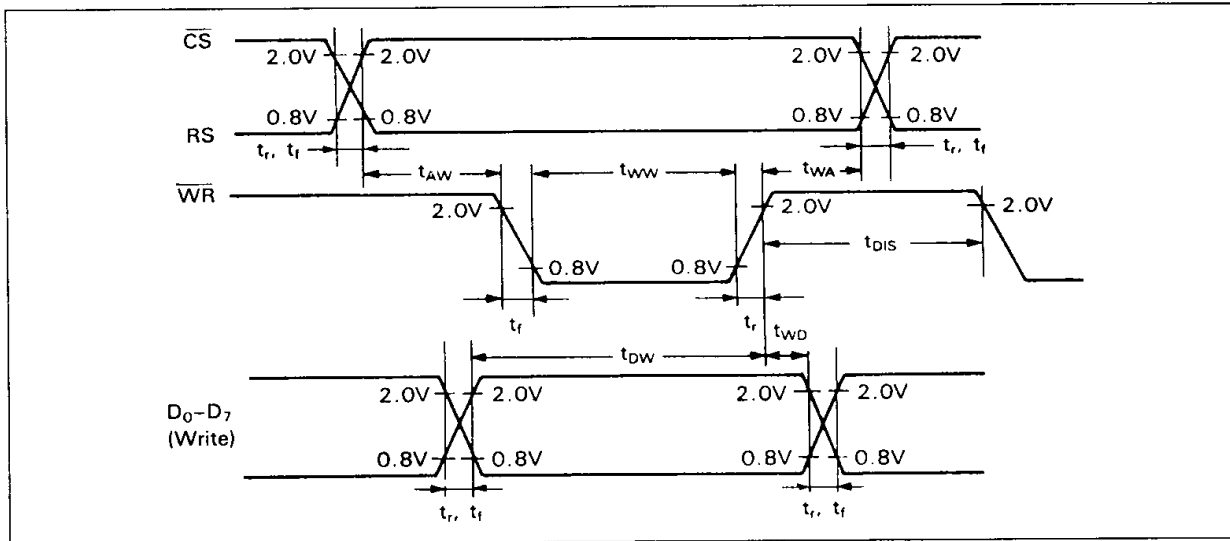 C̅S̅
2.0V 2.0V 2.0V 2.0V
0.8V 0.8V 0.8V 0.8V
RS
tr, tf tr, tf
tAW tWW tWA
W̅R̅
2.0V 2.0V 2.0V
tDIS
0.8V 0.8V
tf tr tWD
tDW
2.0V 2.0V 2.0V 2.0V
D0–D7
(Write)
0.8V 0.8V 0.8V 0.8V
tr, tf tr, tf